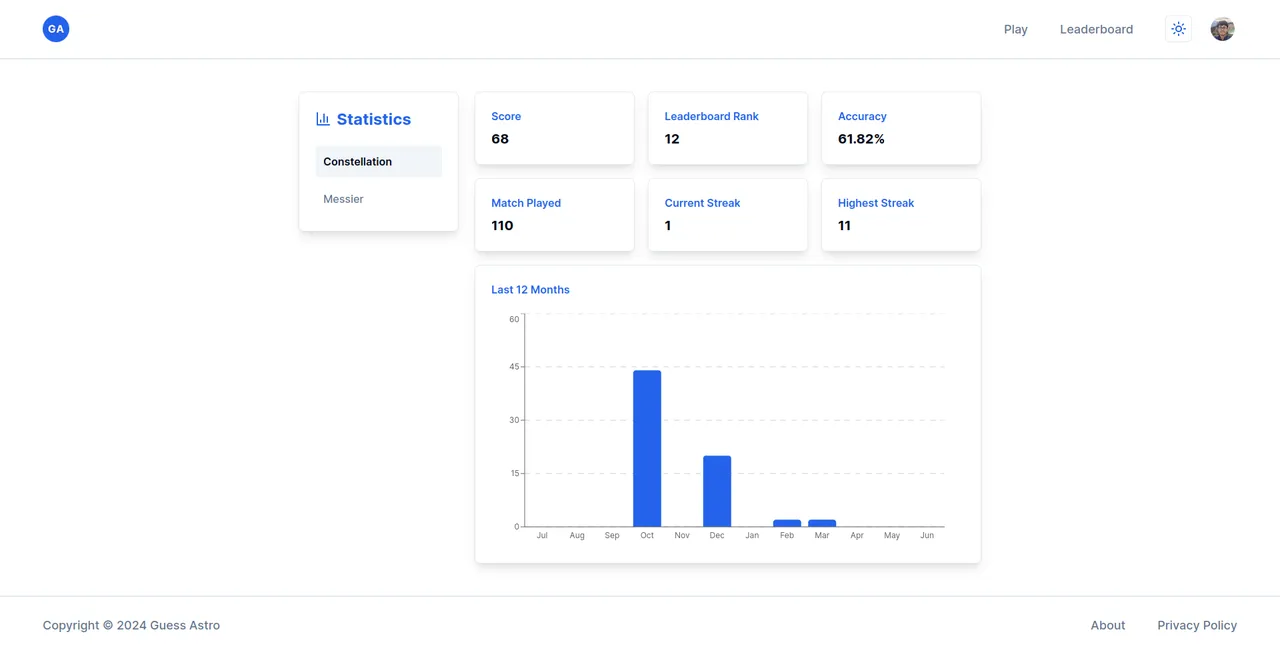 GA
Play
Leaderboard
Statistics
Constellation
Messier
Score
68
Leaderboard Rank
12
Accuracy
61.82%
Match Played
110
Current Streak
1
Highest Streak
11
Last 12 Months
60
45
30
15
0
Jul Aug Sep Oct Nov Dec Jan Feb Mar Apr May Jun
Copyright © 2024 Guess Astro
About
Privacy Policy